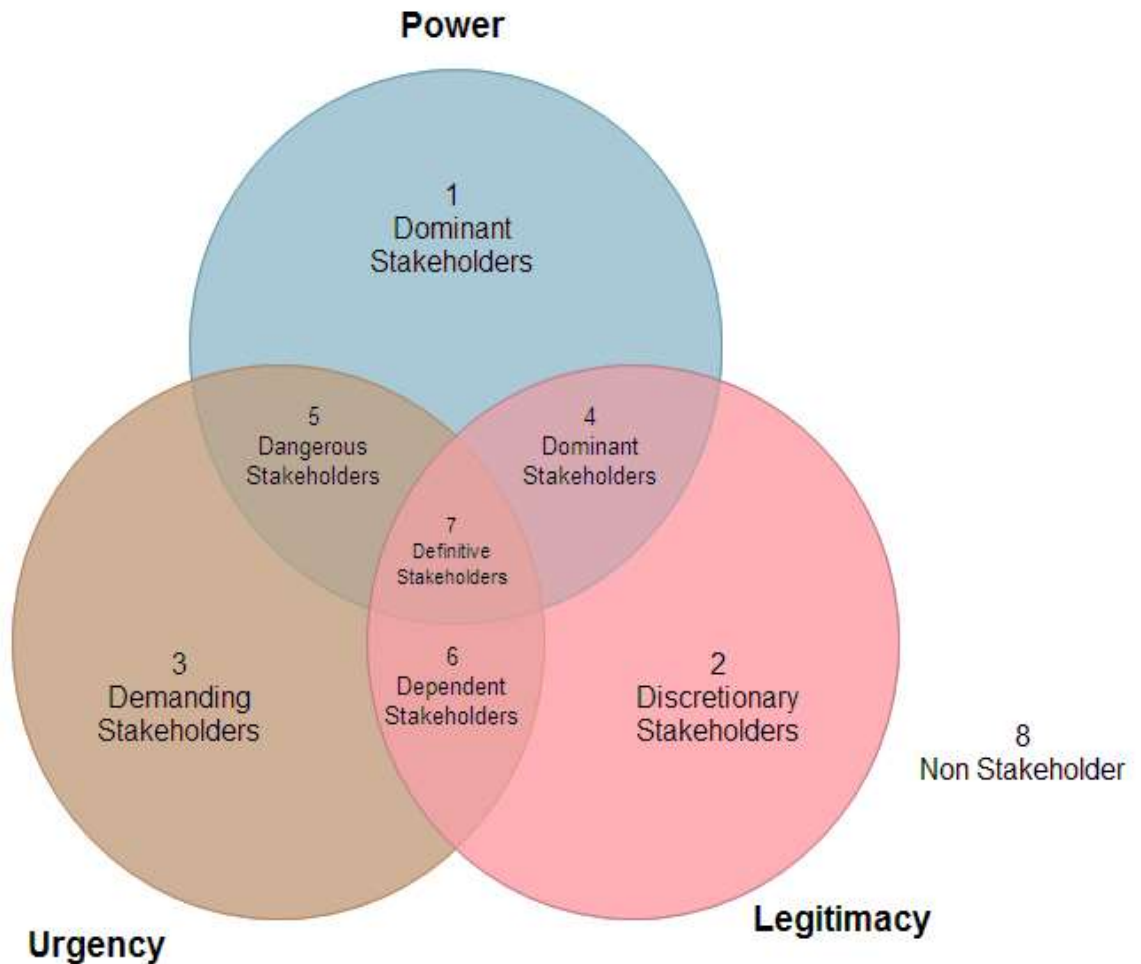 Power
1
Dominant
Stakeholders
5
Dangerous
Stakeholders
4
Dominant
Stakeholders
7
Definitive
Stakeholders
3
Demanding
Stakeholders
6
Dependent
Stakeholders
2
Discretionary
Stakeholders
8
Non Stakeholder
Legitimacy
Urgency